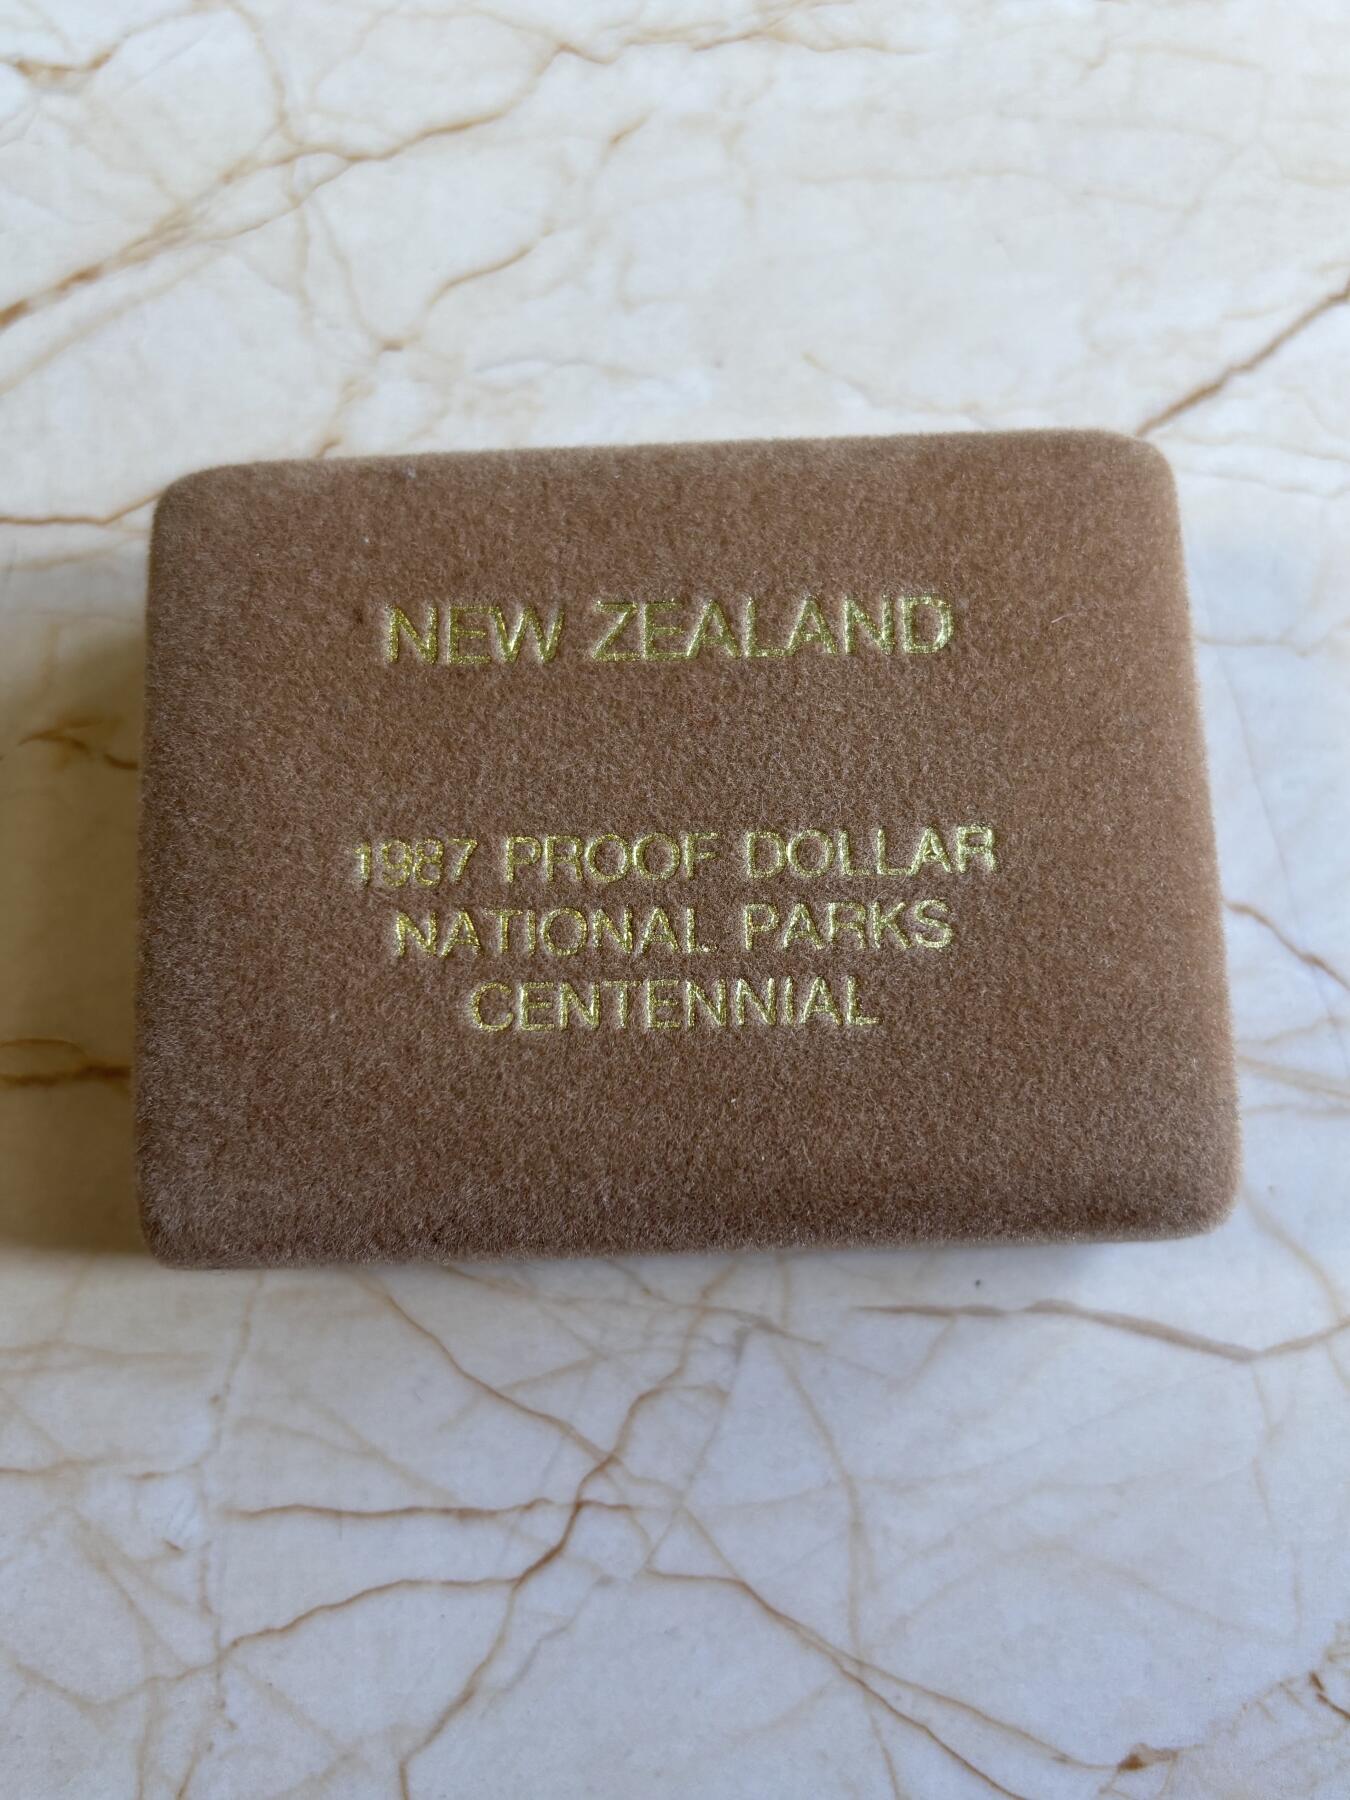 NEW ZEALAND
1987 PROOF DOLLAR
NATIONAL PARKS
CENTENNIAL